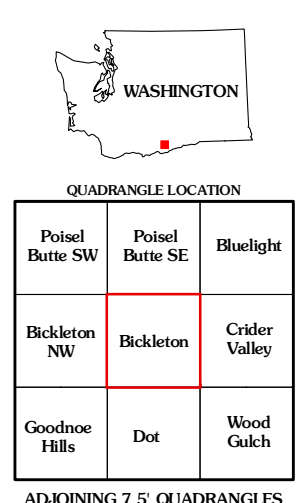 WASHINGTON
QUADRANGLE LOCATION
Poisel
Butte SW
Poisel
Butte SE
Bluelight
Bickleton
NW
Bickleton
Crider
Valley
Goodnoe
Hills
Dot
Wood
Gulch
ADJOINING 7.5' QUADRANGLES